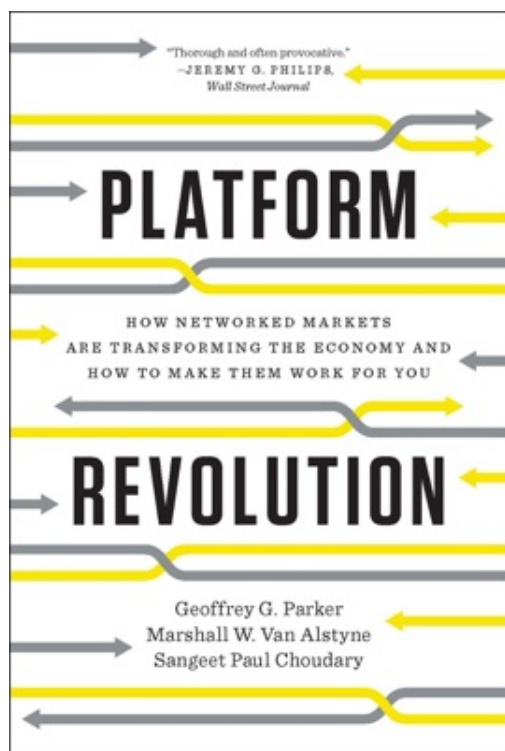 "Thorough and often provocative."
—JEREMY G. PHILIPS,
Wall Street Journal
PLATFORM
HOW NETWORKED MARKETS
ARE TRANSFORMING THE ECONOMY AND
HOW TO MAKE THEM WORK FOR YOU
REVOLUTION
Geoffrey G. Parker
Marshall W. Van Alstyne
Sangeet Paul Choudary